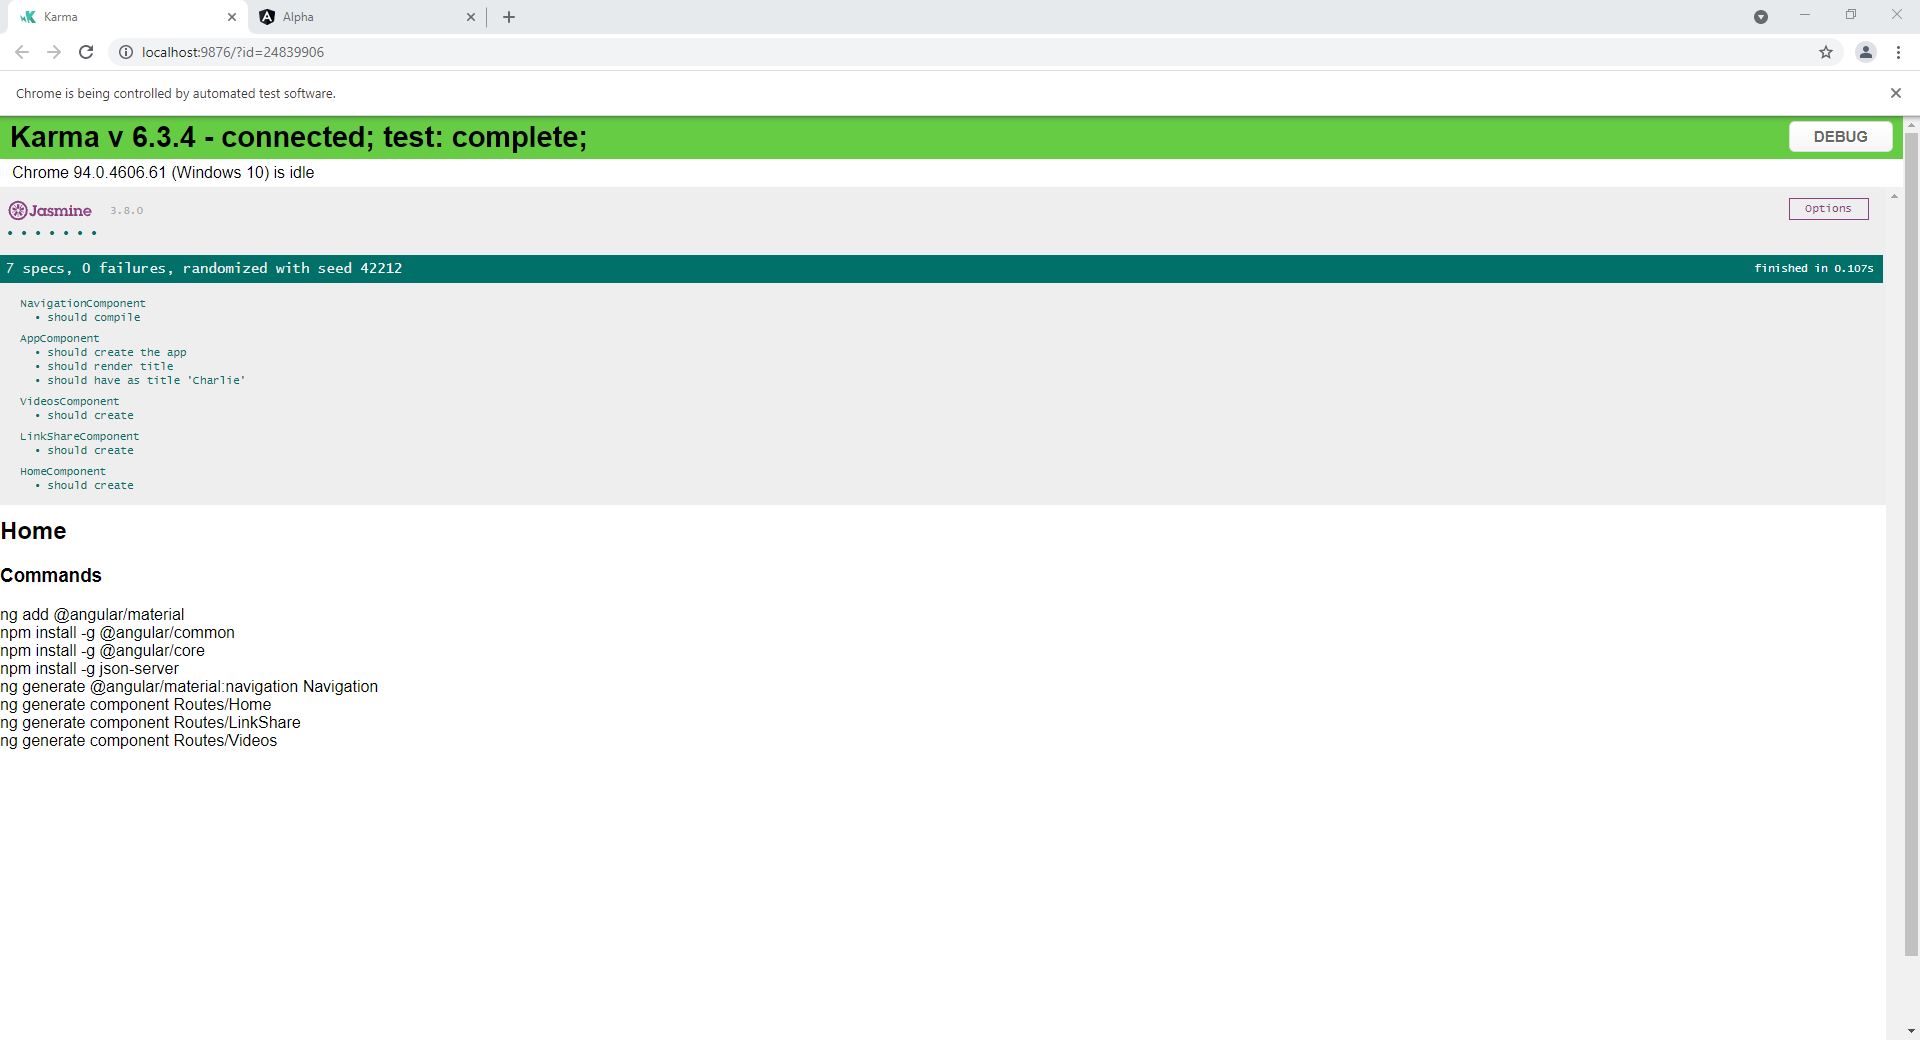 Karma
Alpha
localhost:9876/?id=24839906
Chrome is being controlled by automated test software.
Karma v 6.3.4 - connected; test: complete;
DEBUG
Chrome 94.0.4606.61 (Windows 10) is idle
Jasmine 3.8.0
Options
• • • • • • •
7 specs, 0 failures, randomized with seed 42212
finished in 0.107s
NavigationComponent
• should compile
AppComponent
• should create the app
• should render title
• should have as title 'Charlie'
VideosComponent
• should create
LinkShareComponent
• should create
HomeComponent
• should create
Home
Commands
ng add @angular/material
npm install -g @angular/common
npm install -g @angular/core
npm install -g json-server
ng generate @angular/material:navigation Navigation
ng generate component Routes/Home
ng generate component Routes/LinkShare
ng generate component Routes/Videos